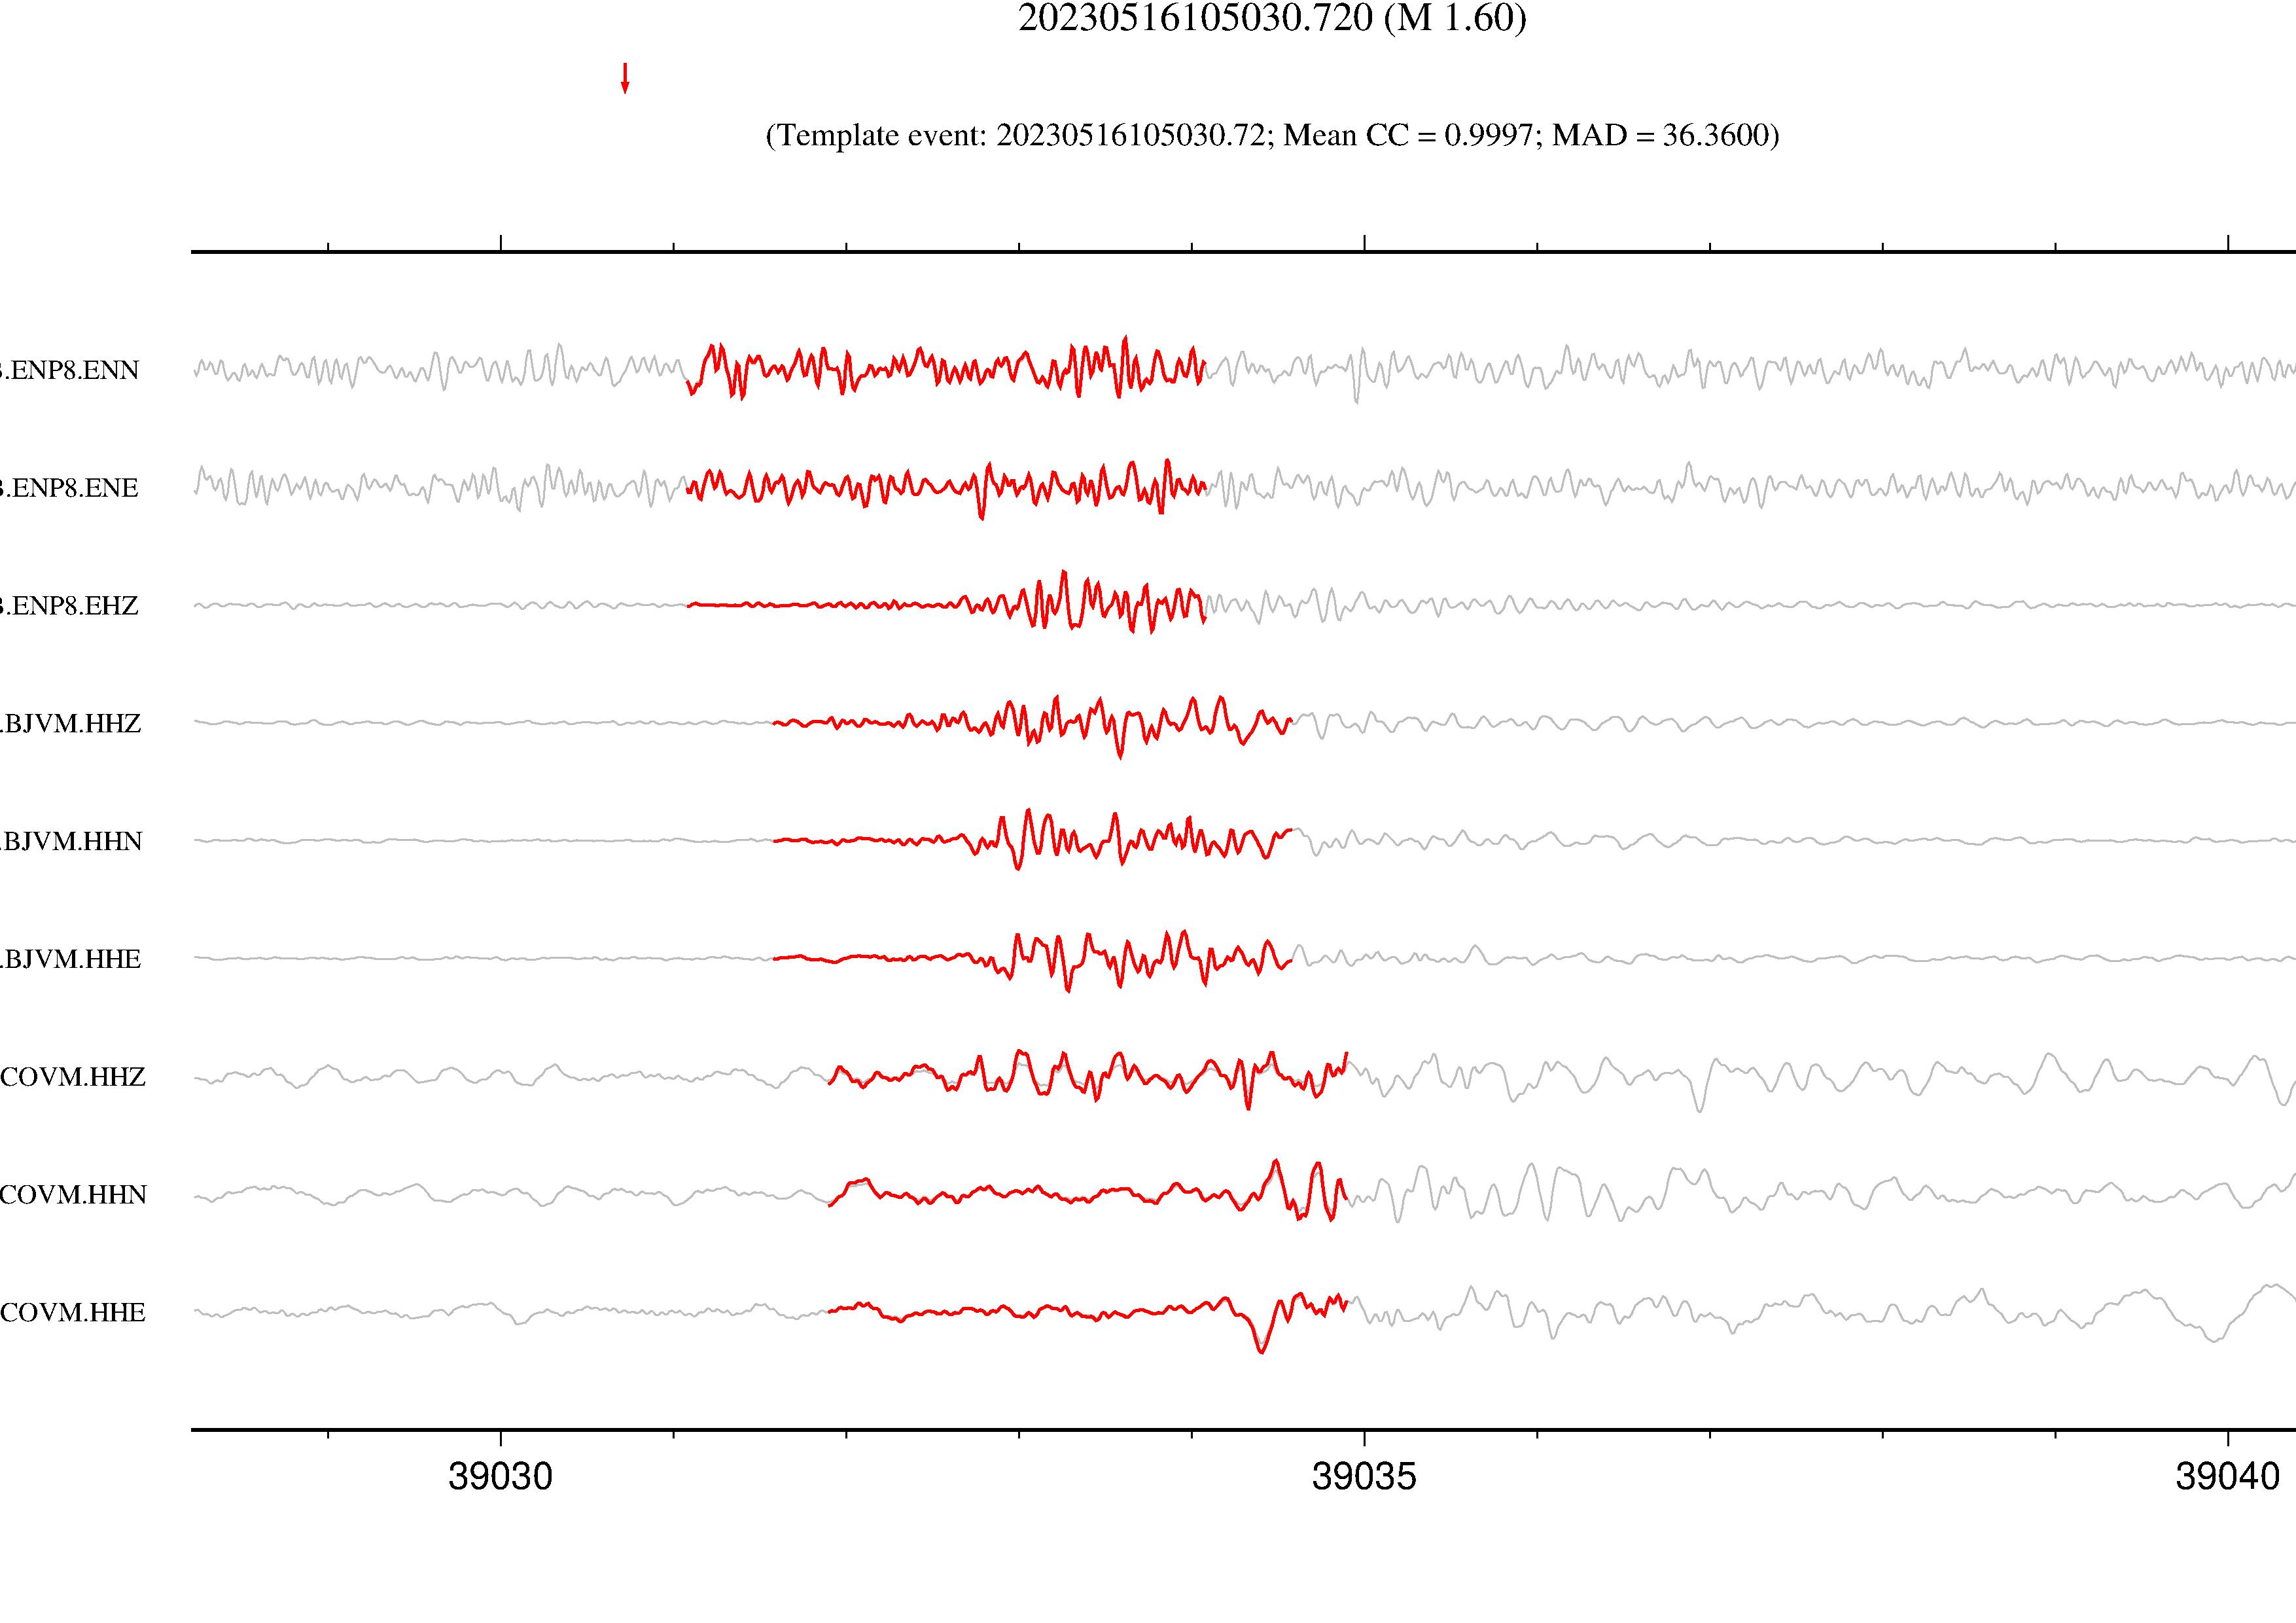 20230516105030.720 (M 1.60)
(Template event: 20230516105030.72; Mean CC = 0.9997; MAD = 36.3600)
.ENP8.ENN
.ENP8.ENE
.ENP8.EHZ
.BJVM.HHZ
.BJVM.HHN
.BJVM.HHE
COVM.HHZ
COVM.HHN
COVM.HHE
39030 39035 39040